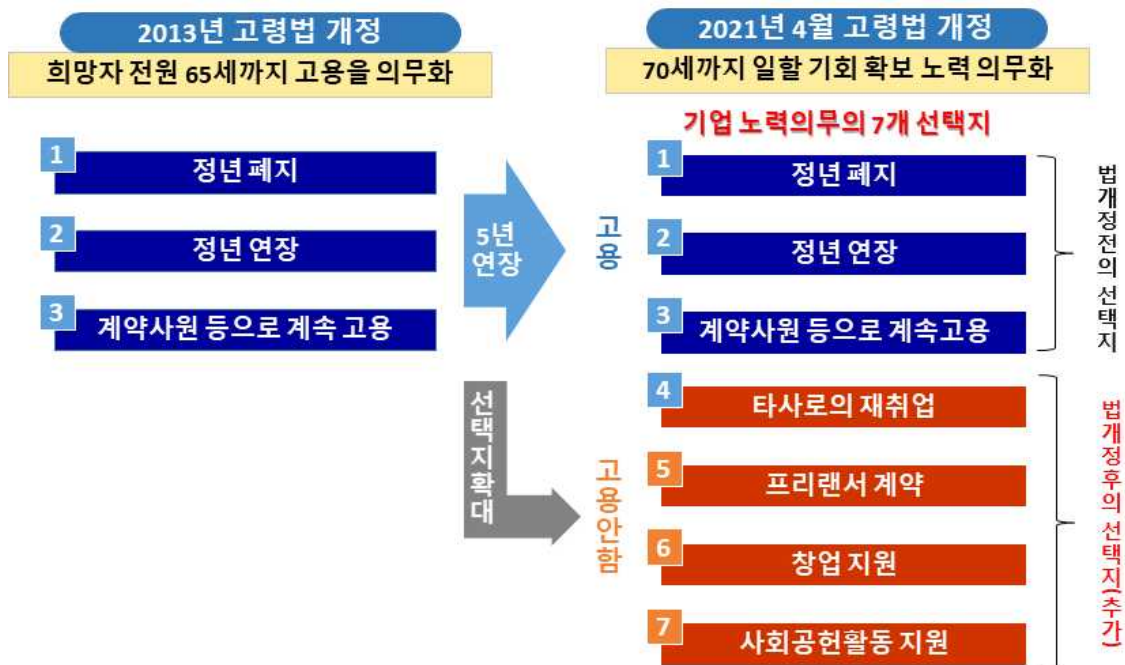 2013년 고령법 개정
희망자 전원 65세까지 고용을 의무화
1 정년 폐지
2 정년 연장
3 계약사원 등으로 계속 고용
5년
연장
선택지확대
2021년 4월 고령법 개정
70세까지 일할 기회 확보 노력 의무화
기업 노력의무의 7개 선택지
고용
1 정년 폐지
2 정년 연장
3 계약사원 등으로 계속고용
법개정전의 선택지
고용안함
4 타사로의 재취업
5 프리랜서 계약
6 창업 지원
7 사회공헌활동 지원
법개정후의 선택지(추가)